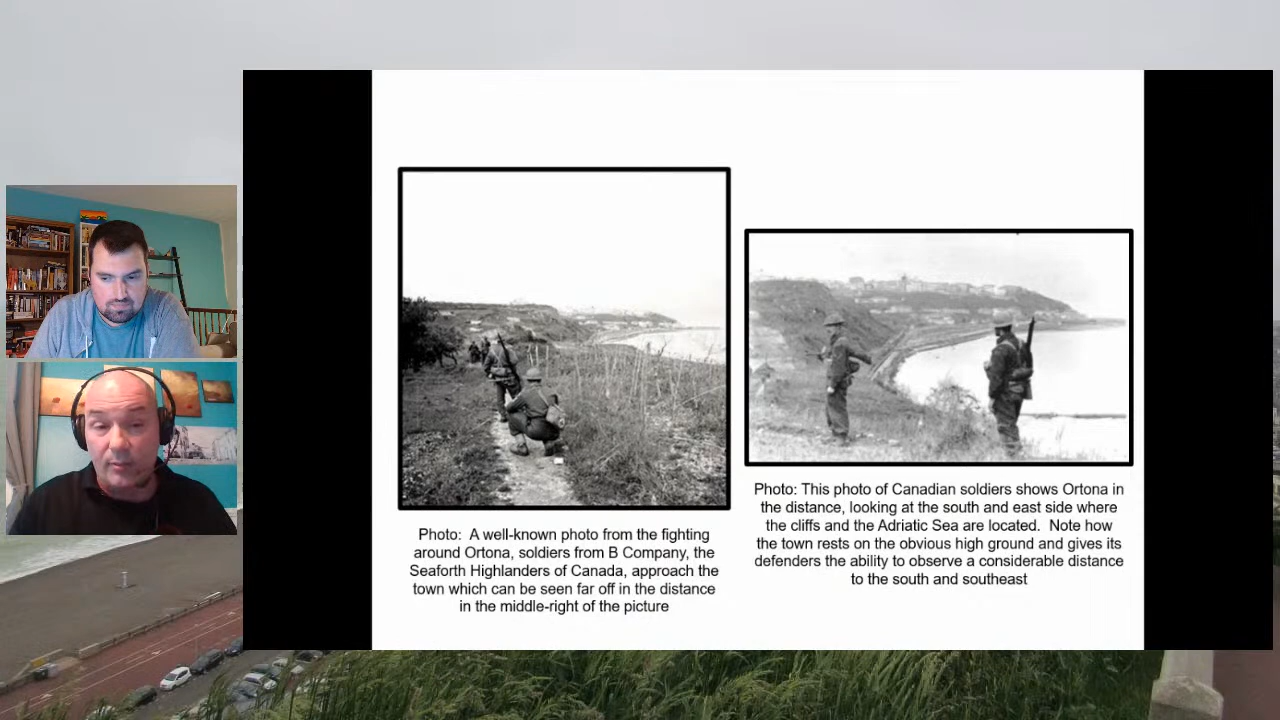 Photo:  A well-known photo from the fighting
around Ortona, soldiers from B Company, the
Seaforth Highlanders of Canada, approach the
town which can be seen far off in the distance
in the middle-right of the picture
Photo: This photo of Canadian soldiers shows Ortona in
the distance, looking at the south and east side where
the cliffs and the Adriatic Sea are located.  Note how
the town rests on the obvious high ground and gives its
defenders the ability to observe a considerable distance
to the south and southeast